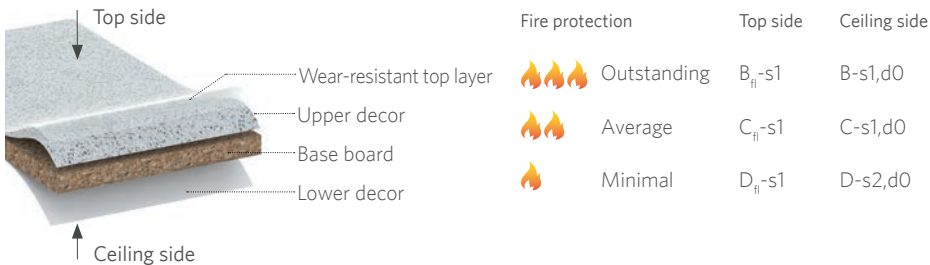 Top side
Wear-resistant top layer
Upper decor
Base board
Lower decor
Ceiling side
Fire protection Top side Ceiling side
Outstanding Bfl-s1 B-s1,d0
Average Cfl-s1 C-s1,d0
Minimal Dfl-s1 D-s2,d0